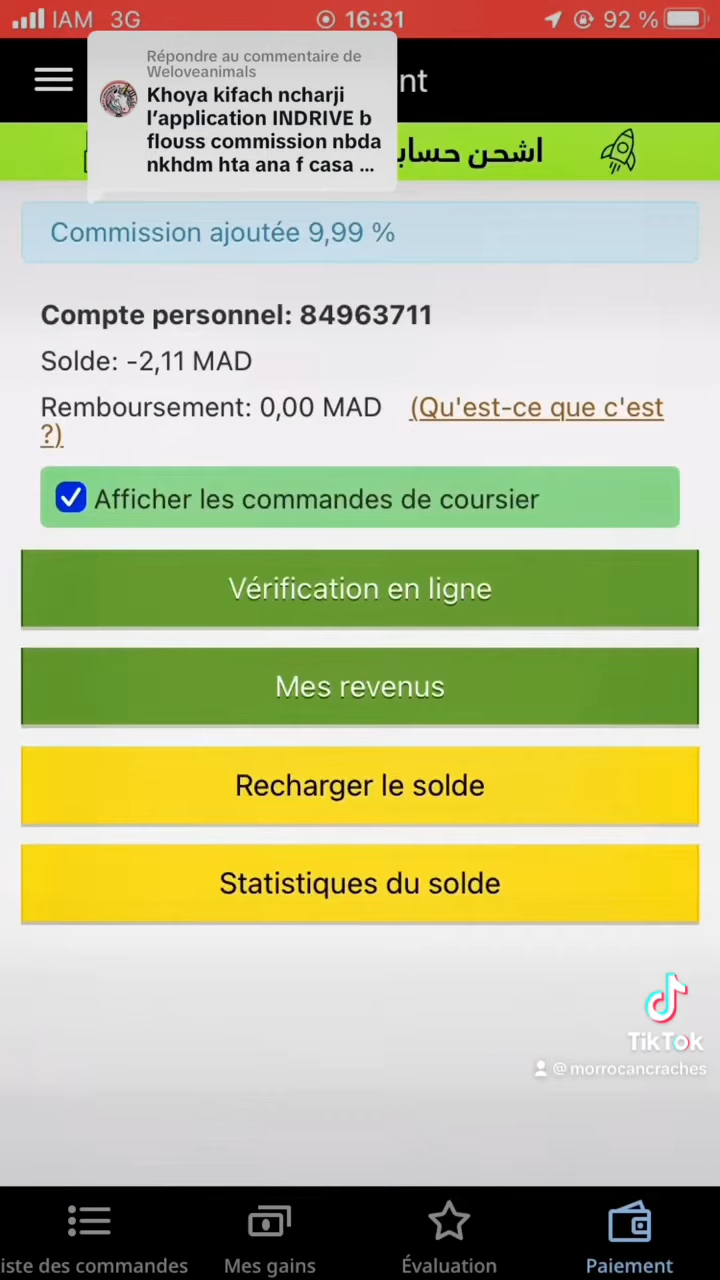 IAM 3G 16:31 92 %
Répondre au commentaire de
Weloveanimals
Khoya kifach ncharji
l’application INDRIVE b
flouss commission nbda
nkhdm hta ana f casa ...
nt
اشحن حساب
Commission ajoutée 9,99 %
Compte personnel: 84963711
Solde: -2,11 MAD
Remboursement: 0,00 MAD (Qu'est-ce que c'est
?)
Afficher les commandes de coursier
Vérification en ligne
Mes revenus
Recharger le solde
Statistiques du solde
TikTok
@morrocancraches
iste des commandes Mes gains Évaluation Paiement